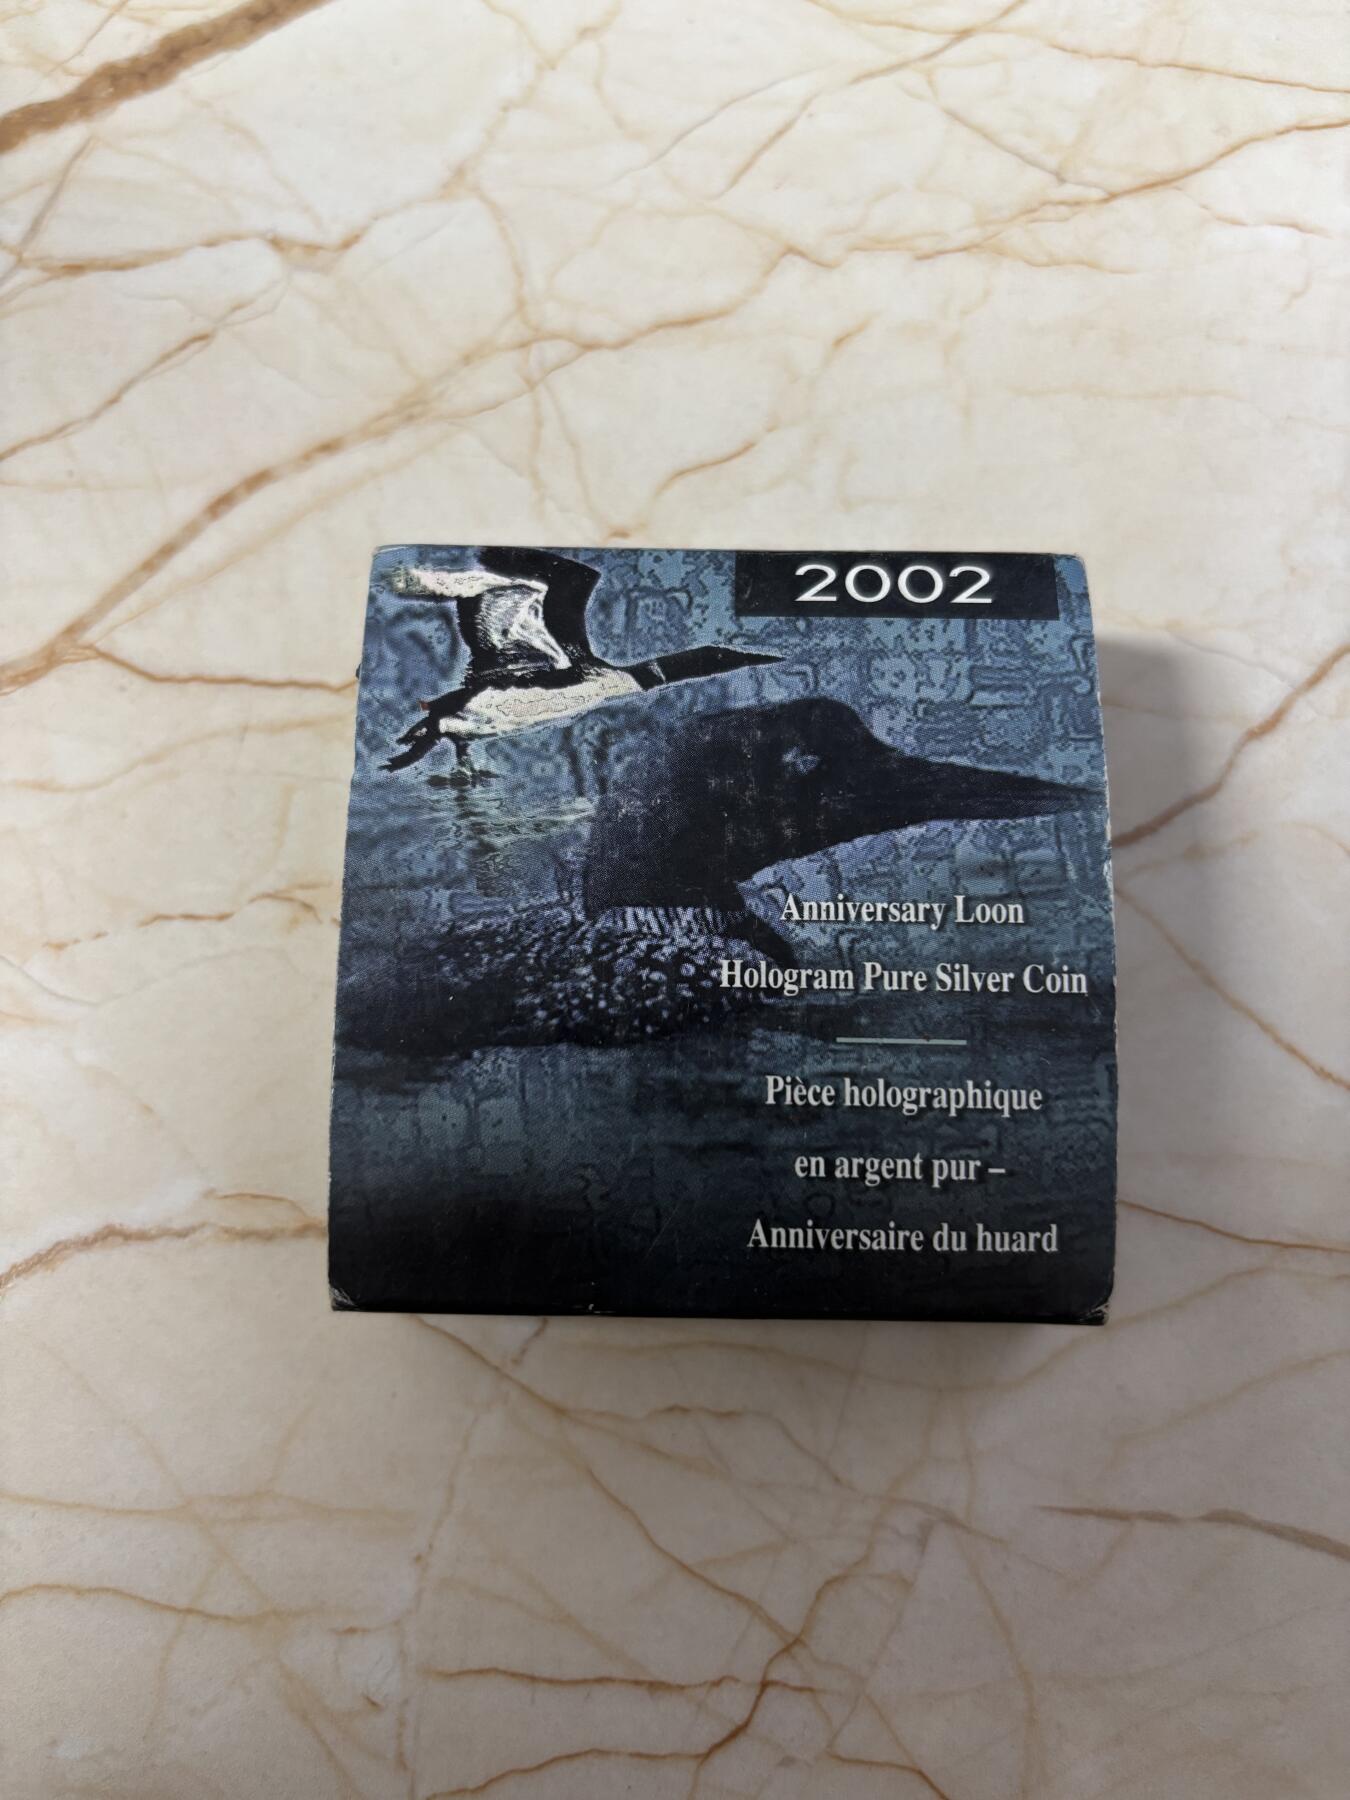 2002
Anniversary Loon
Hologram Pure Silver Coin
Pièce holographique
en argent pur –
Anniversaire du huard